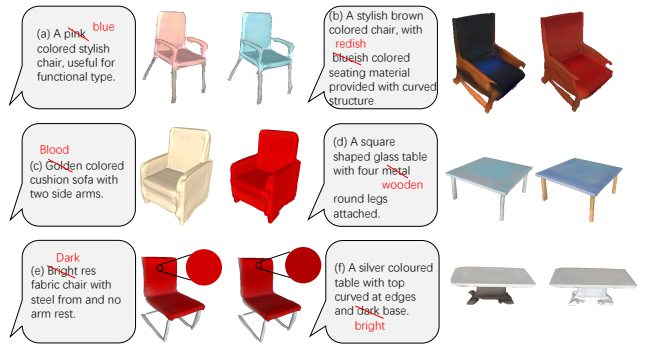 (a) A pink blue
colored stylish
chair, useful for
functional type.
(b) A stylish brown
colored chair, with
redish
blueish colored
seating material
provided with curved
structure
Blood
(c) Golden colored
cushion sofa with
two side arms.
(d) A square
shaped glass table
with four metal
wooden
round legs
attached.
Dark
(e) Bright res
fabric chair with
steel from and no
arm rest.
(f) A silver coloured
table with top
curved at edges
and dark base.
bright